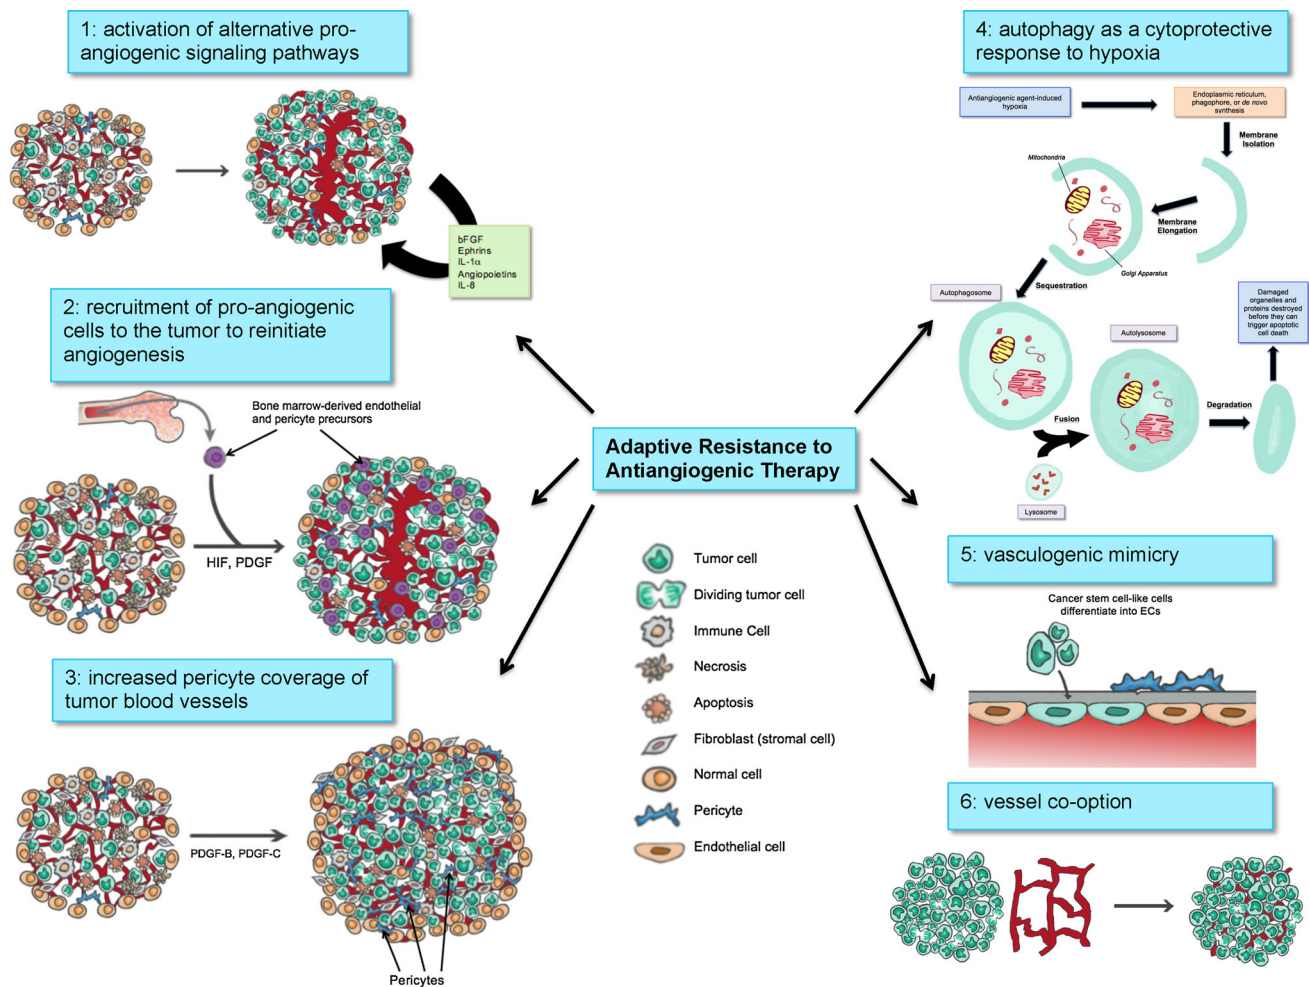 1: activation of alternative pro-
angiogenic signaling pathways
bFGF
Ephrins
IL-1α
Angiopoietins
IL-8
2: recruitment of pro-angiogenic
cells to the tumor to reinitiate
angiogenesis
Bone marrow-derived endothelial
and pericyte precursors
HIF, PDGF
3: increased pericyte coverage of
tumor blood vessels
PDGF-B, PDGF-C
Pericytes
Adaptive Resistance to
Antiangiogenic Therapy
Tumor cell
Dividing tumor cell
Immune Cell
Necrosis
Apoptosis
Fibroblast (stromal cell)
Normal cell
Pericyte
Endothelial cell
4: autophagy as a cytoprotective
response to hypoxia
Antiangiogenic agent-induced
hypoxia
Endoplasmic reticulum,
phagophore, or de novo
synthesis
Membrane
Isolation
Mitochondria
Membrane
Elongation
Golgi Apparatus
Sequestration
Autophagosome
Autolysosome
Damaged
organelles and
proteins destroyed
before they can
trigger apoptotic
cell death
Degradation
Fusion
Lysosome
5: vasculogenic mimicry
Cancer stem cell-like cells
differentiate into ECs
6: vessel co-option